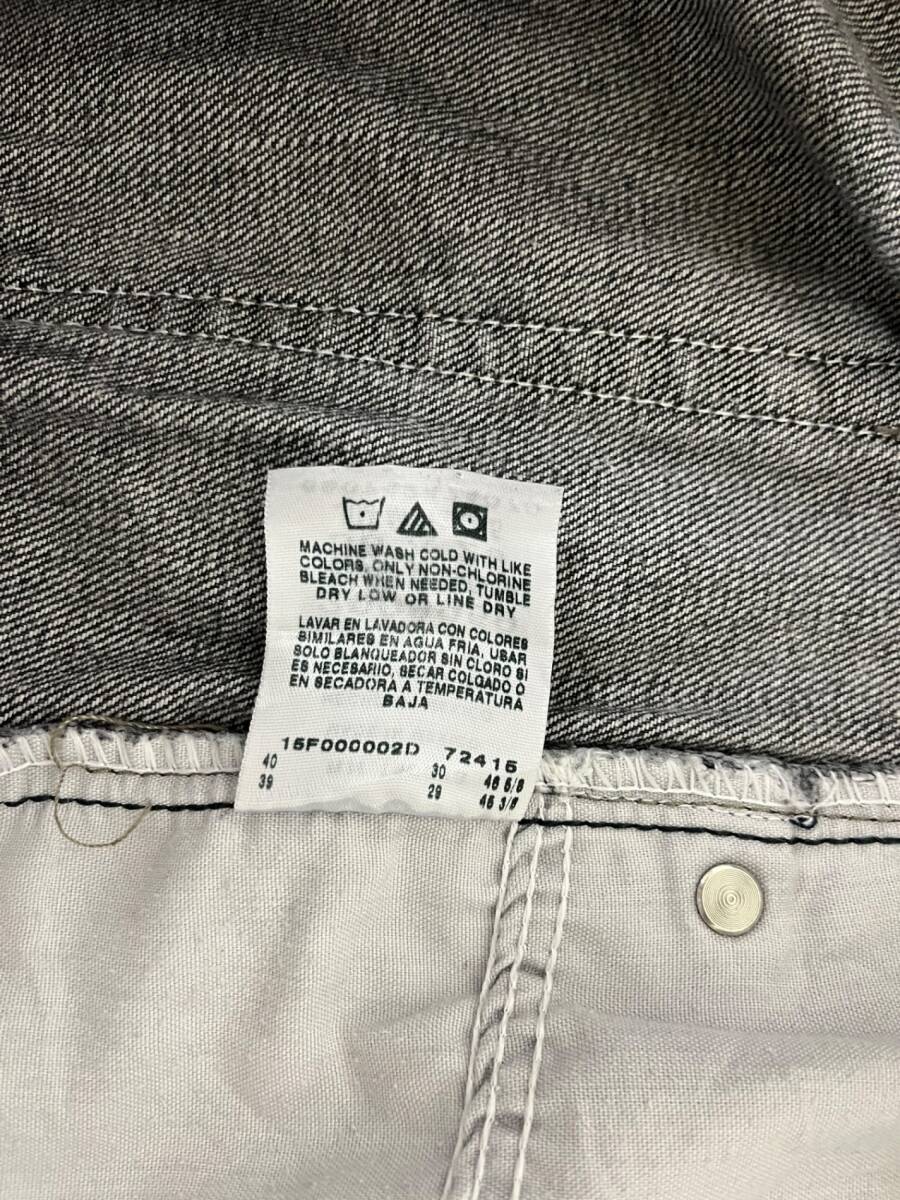 MACHINE WASH COLD WITH LIKE
COLORS, ONLY NON-CHLORINE
BLEACH WHEN NEEDED, TUMBLE
DRY LOW OR LINE DRY
LAVAR EN LAVADORA CON COLORES
SIMILARES EN AGUA FRIA, USAR
SOLO BLANQUEADOR SIN CLORO SI
ES NECESARIO, SECAR COLGADO O
EN SECADORA A TEMPERATURA
BAJA
15F000002D 72415
40 30 46 5/8
39 29 46 3/8